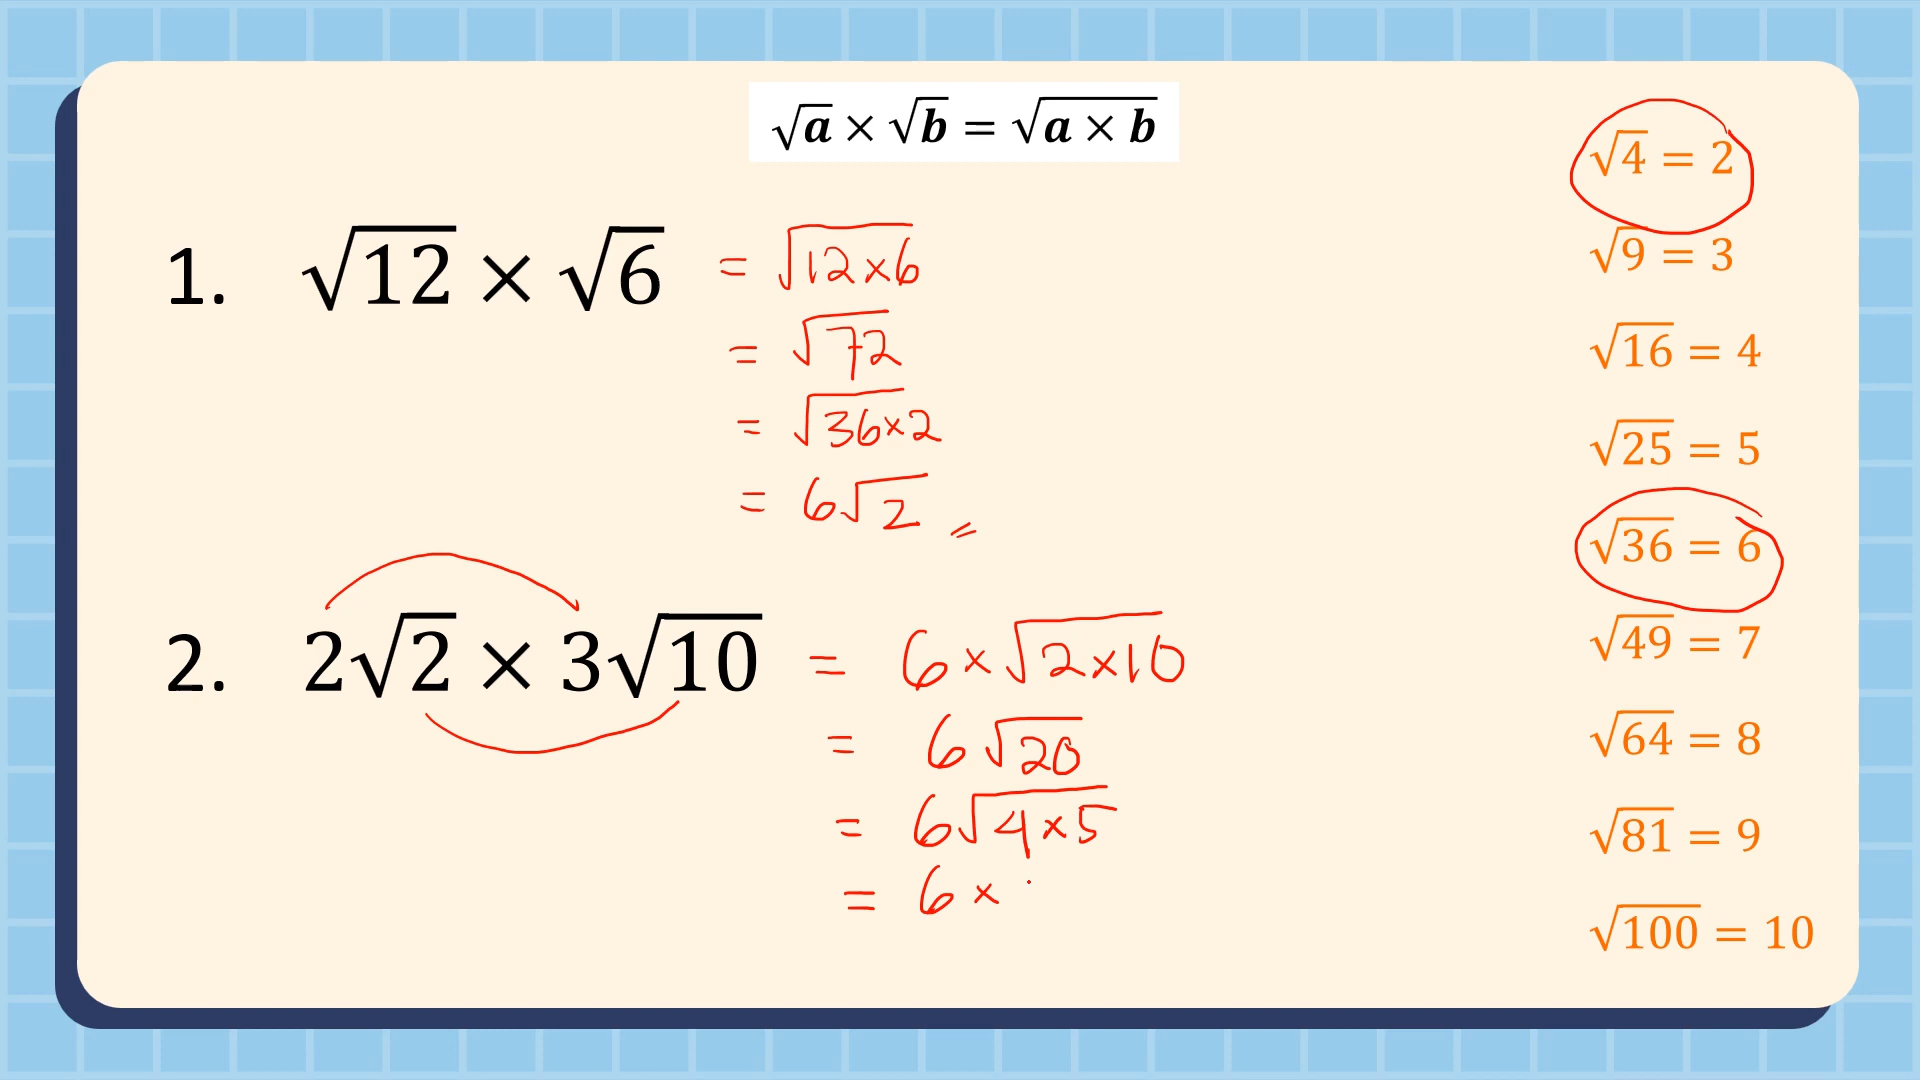 √a × √b = √a × b
1. √12 × √6 = √12×6
= √72
= √36×2
= 6√2
2. 2√2 × 3√10 = 6×√2×10
= 6√20
= 6√4×5
= 6×
√4 = 2
√9 = 3
√16 = 4
√25 = 5
√36 = 6
√49 = 7
√64 = 8
√81 = 9
√100 = 10